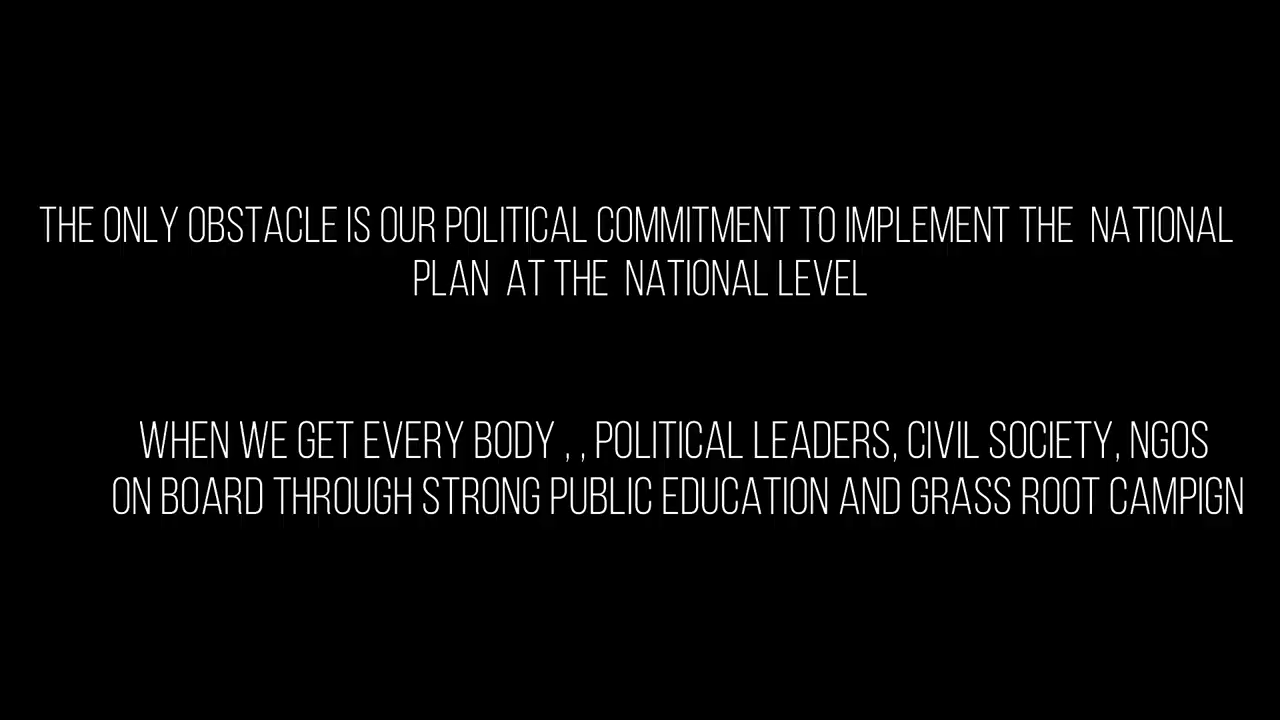 THE ONLY OBSTACLE IS OUR POLITICAL COMMITMENT TO IMPLEMENT THE NATIONAL
PLAN AT THE NATIONAL LEVEL
WHEN WE GET EVERY BODY , , POLITICAL LEADERS, CIVIL SOCIETY, NGOS
ON BOARD THROUGH STRONG PUBLIC EDUCATION AND GRASS ROOT CAMPIGN